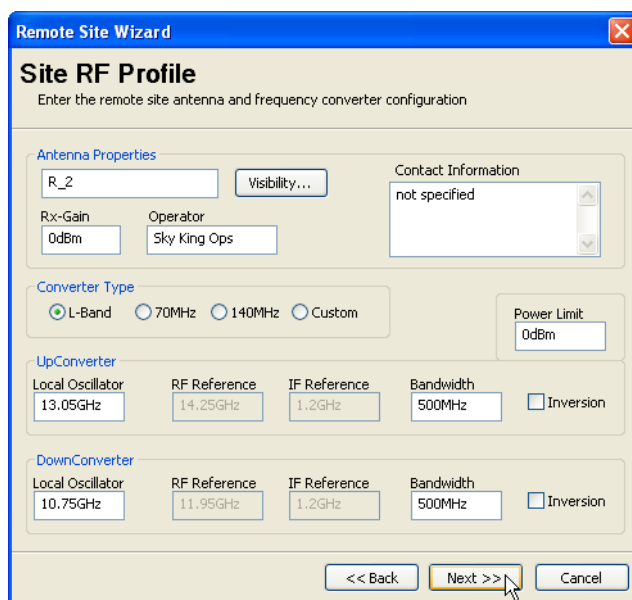 Remote Site Wizard
Site RF Profile
Enter the remote site antenna and frequency converter configuration
Antenna Properties
R_2
Visibility...
Contact Information
not specified
Rx-Gain
Operator
0dBm
Sky King Ops
Converter Type
L-Band
70MHz
140MHz
Custom
Power Limit
0dBm
UpConverter
Local Oscillator
RF Reference
IF Reference
Bandwidth
13.05GHz
14.25GHz
1.2GHz
500MHz
Inversion
DownConverter
Local Oscillator
RF Reference
IF Reference
Bandwidth
10.75GHz
11.95GHz
1.2GHz
500MHz
Inversion
<< Back
Next >>
Cancel